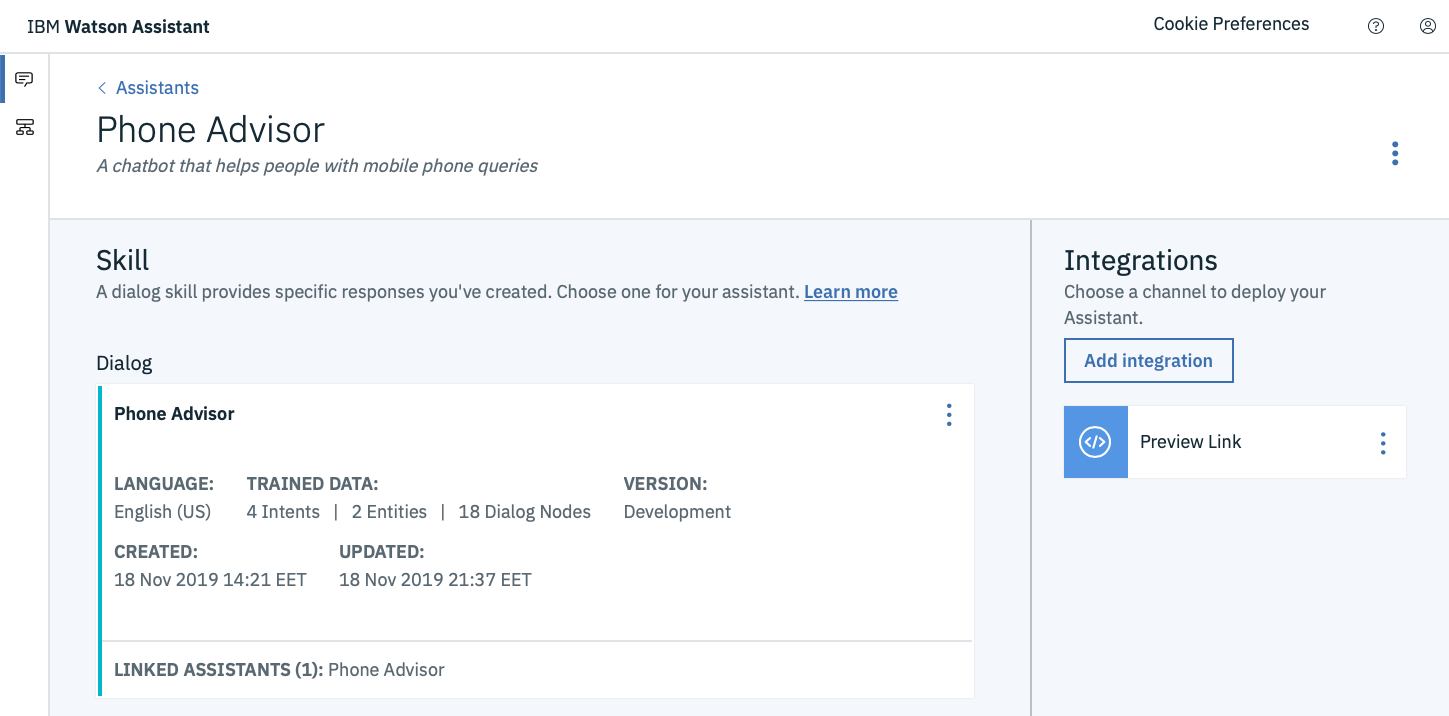 IBM Watson Assistant
Cookie Preferences
Assistants
Phone Advisor
A chatbot that helps people with mobile phone queries
Skill
A dialog skill provides specific responses you've created. Choose one for your assistant. Learn more
Dialog
Phone Advisor
LANGUAGE: TRAINED DATA: VERSION:
English (US) 4 Intents | 2 Entities | 18 Dialog Nodes Development
CREATED: UPDATED:
18 Nov 2019 14:21 EET 18 Nov 2019 21:37 EET
LINKED ASSISTANTS (1): Phone Advisor
Integrations
Choose a channel to deploy your
Assistant.
Add integration
Preview Link